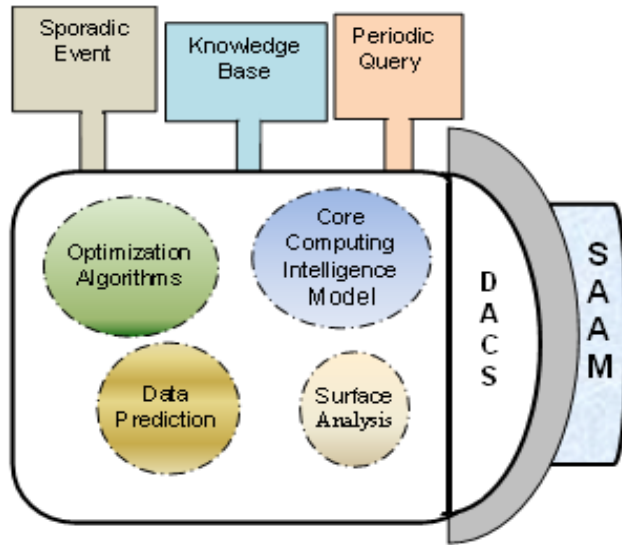 Sporadic
Event
Knowledge
Base
Periodic
Query
Optimization
Algorithms
Core
Computing
Intelligence
Model
Data
Prediction
Surface
Analysis
D
A
C
S
S
A
A
M